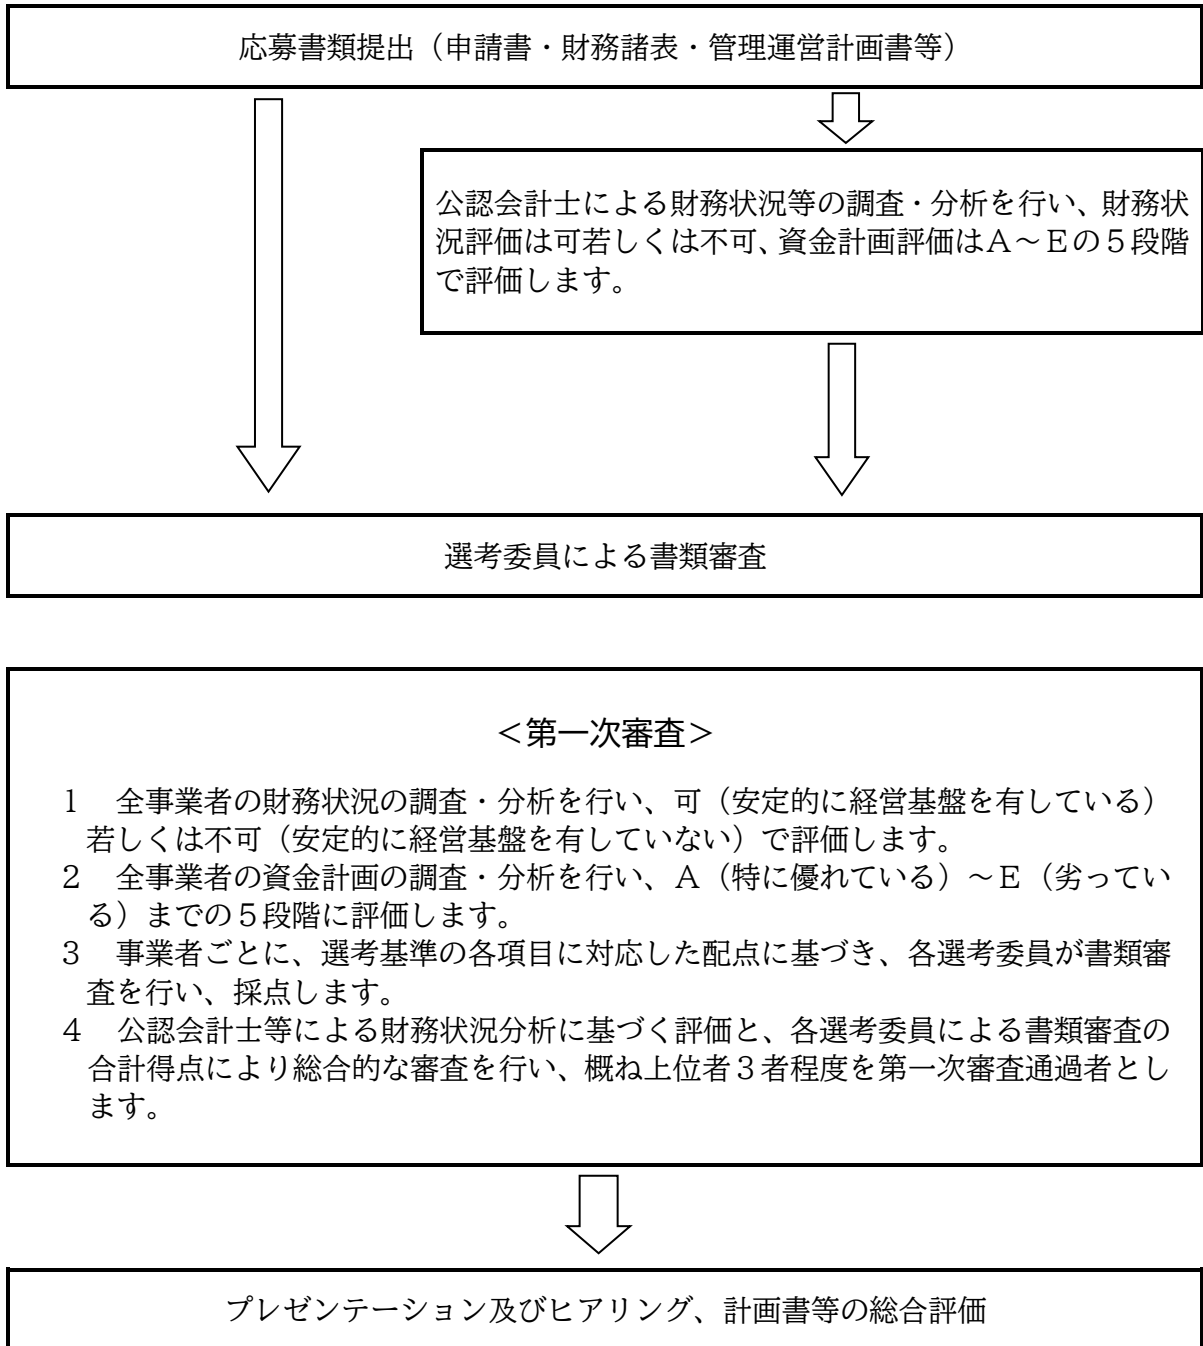 応募書類提出（申請書・財務諸表・管理運営計画書等）
公認会計士による財務状況等の調査・分析を行い、財務状
況評価は可若しくは不可、資金計画評価はＡ～Ｅの５段階
で評価します。
選考委員による書類審査
＜第一次審査＞
１　全事業者の財務状況の調査・分析を行い、可（安定的に経営基盤を有している）
若しくは不可（安定的に経営基盤を有していない）で評価します。
２　全事業者の資金計画の調査・分析を行い、Ａ（特に優れている）～Ｅ（劣ってい
る）までの５段階に評価します。
３　事業者ごとに、選考基準の各項目に対応した配点に基づき、各選考委員が書類審
査を行い、採点します。
４　公認会計士等による財務状況分析に基づく評価と、各選考委員による書類審査の
合計得点により総合的な審査を行い、概ね上位者３者程度を第一次審査通過者とし
ます。
プレゼンテーション及びヒアリング、計画書等の総合評価